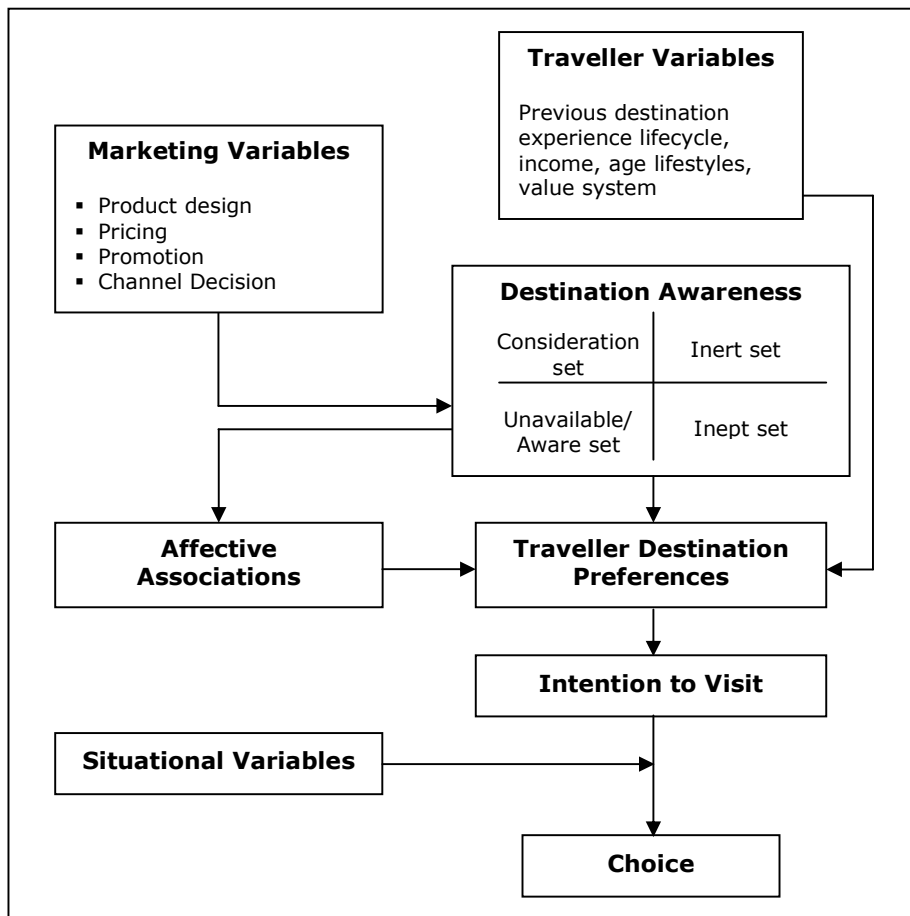 Traveller Variables
Previous destination
experience lifecycle,
income, age lifestyles,
value system
Marketing Variables
▪ Product design
▪ Pricing
▪ Promotion
▪ Channel Decision
Destination Awareness
Consideration
set
Inert set
Unavailable/
Aware set
Inept set
Affective
Associations
Traveller Destination
Preferences
Intention to Visit
Situational Variables
Choice